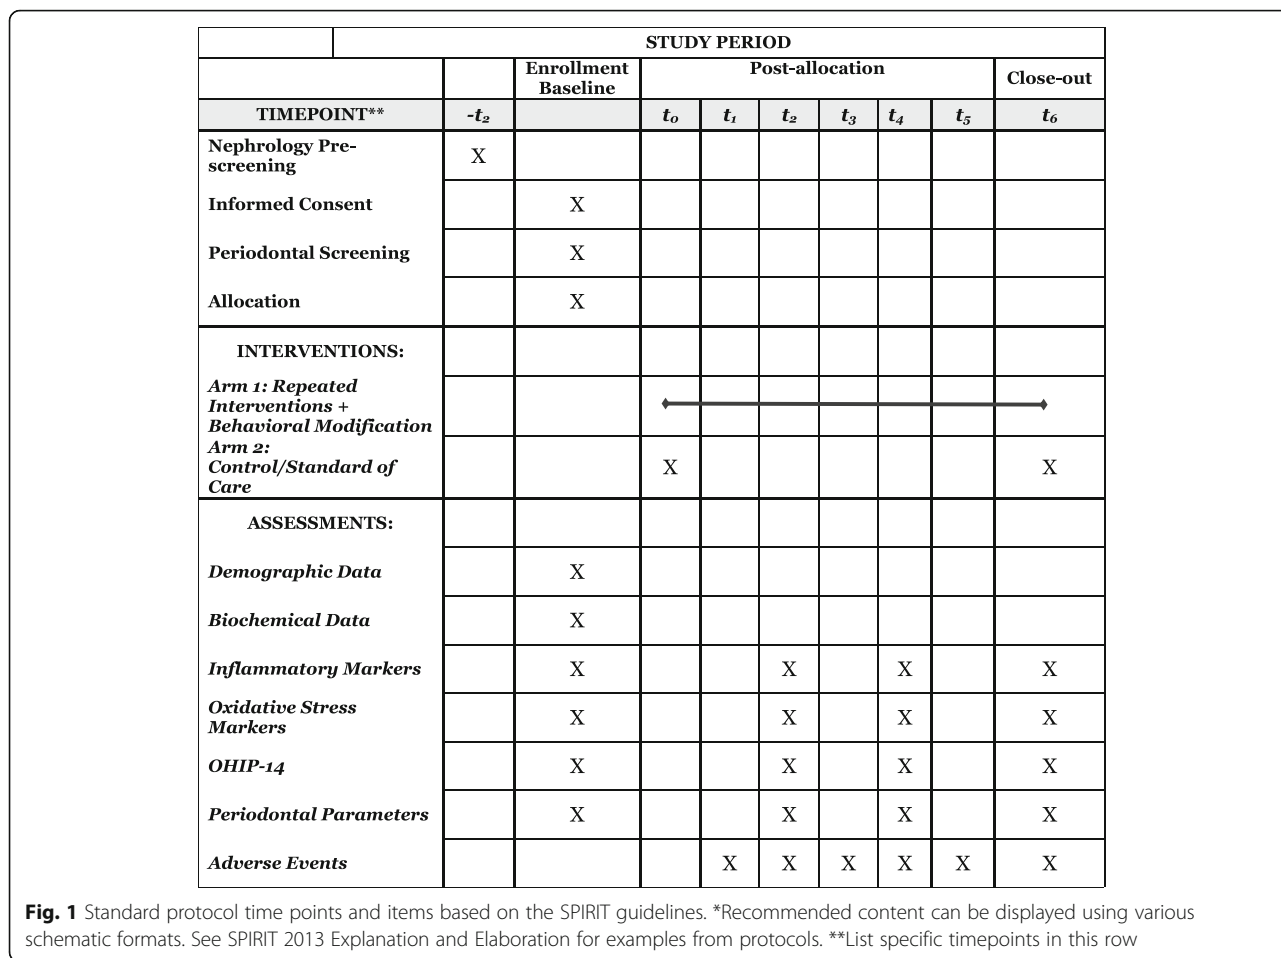 STUDY PERIOD
Enrollment Baseline Post-allocation Close-out
TIMEPOINT** -t₂ t₀ t₁ t₂ t₃ t₄ t₅ t₆
Nephrology Pre-
screening X
Informed Consent X
Periodontal Screening X
Allocation X
INTERVENTIONS:
Arm 1: Repeated
Interventions +
Behavioral Modification
Arm 2:
Control/Standard of X X
Care
ASSESSMENTS:
Demographic Data X
Biochemical Data X
Inflammatory Markers X X X X
Oxidative Stress
Markers X X X X
OHIP-14 X X X X
Periodontal Parameters X X X X
Adverse Events X X X X X X
Fig. 1 Standard protocol time points and items based on the SPIRIT guidelines. *Recommended content can be displayed using various
schematic formats. See SPIRIT 2013 Explanation and Elaboration for examples from protocols. **List specific timepoints in this row